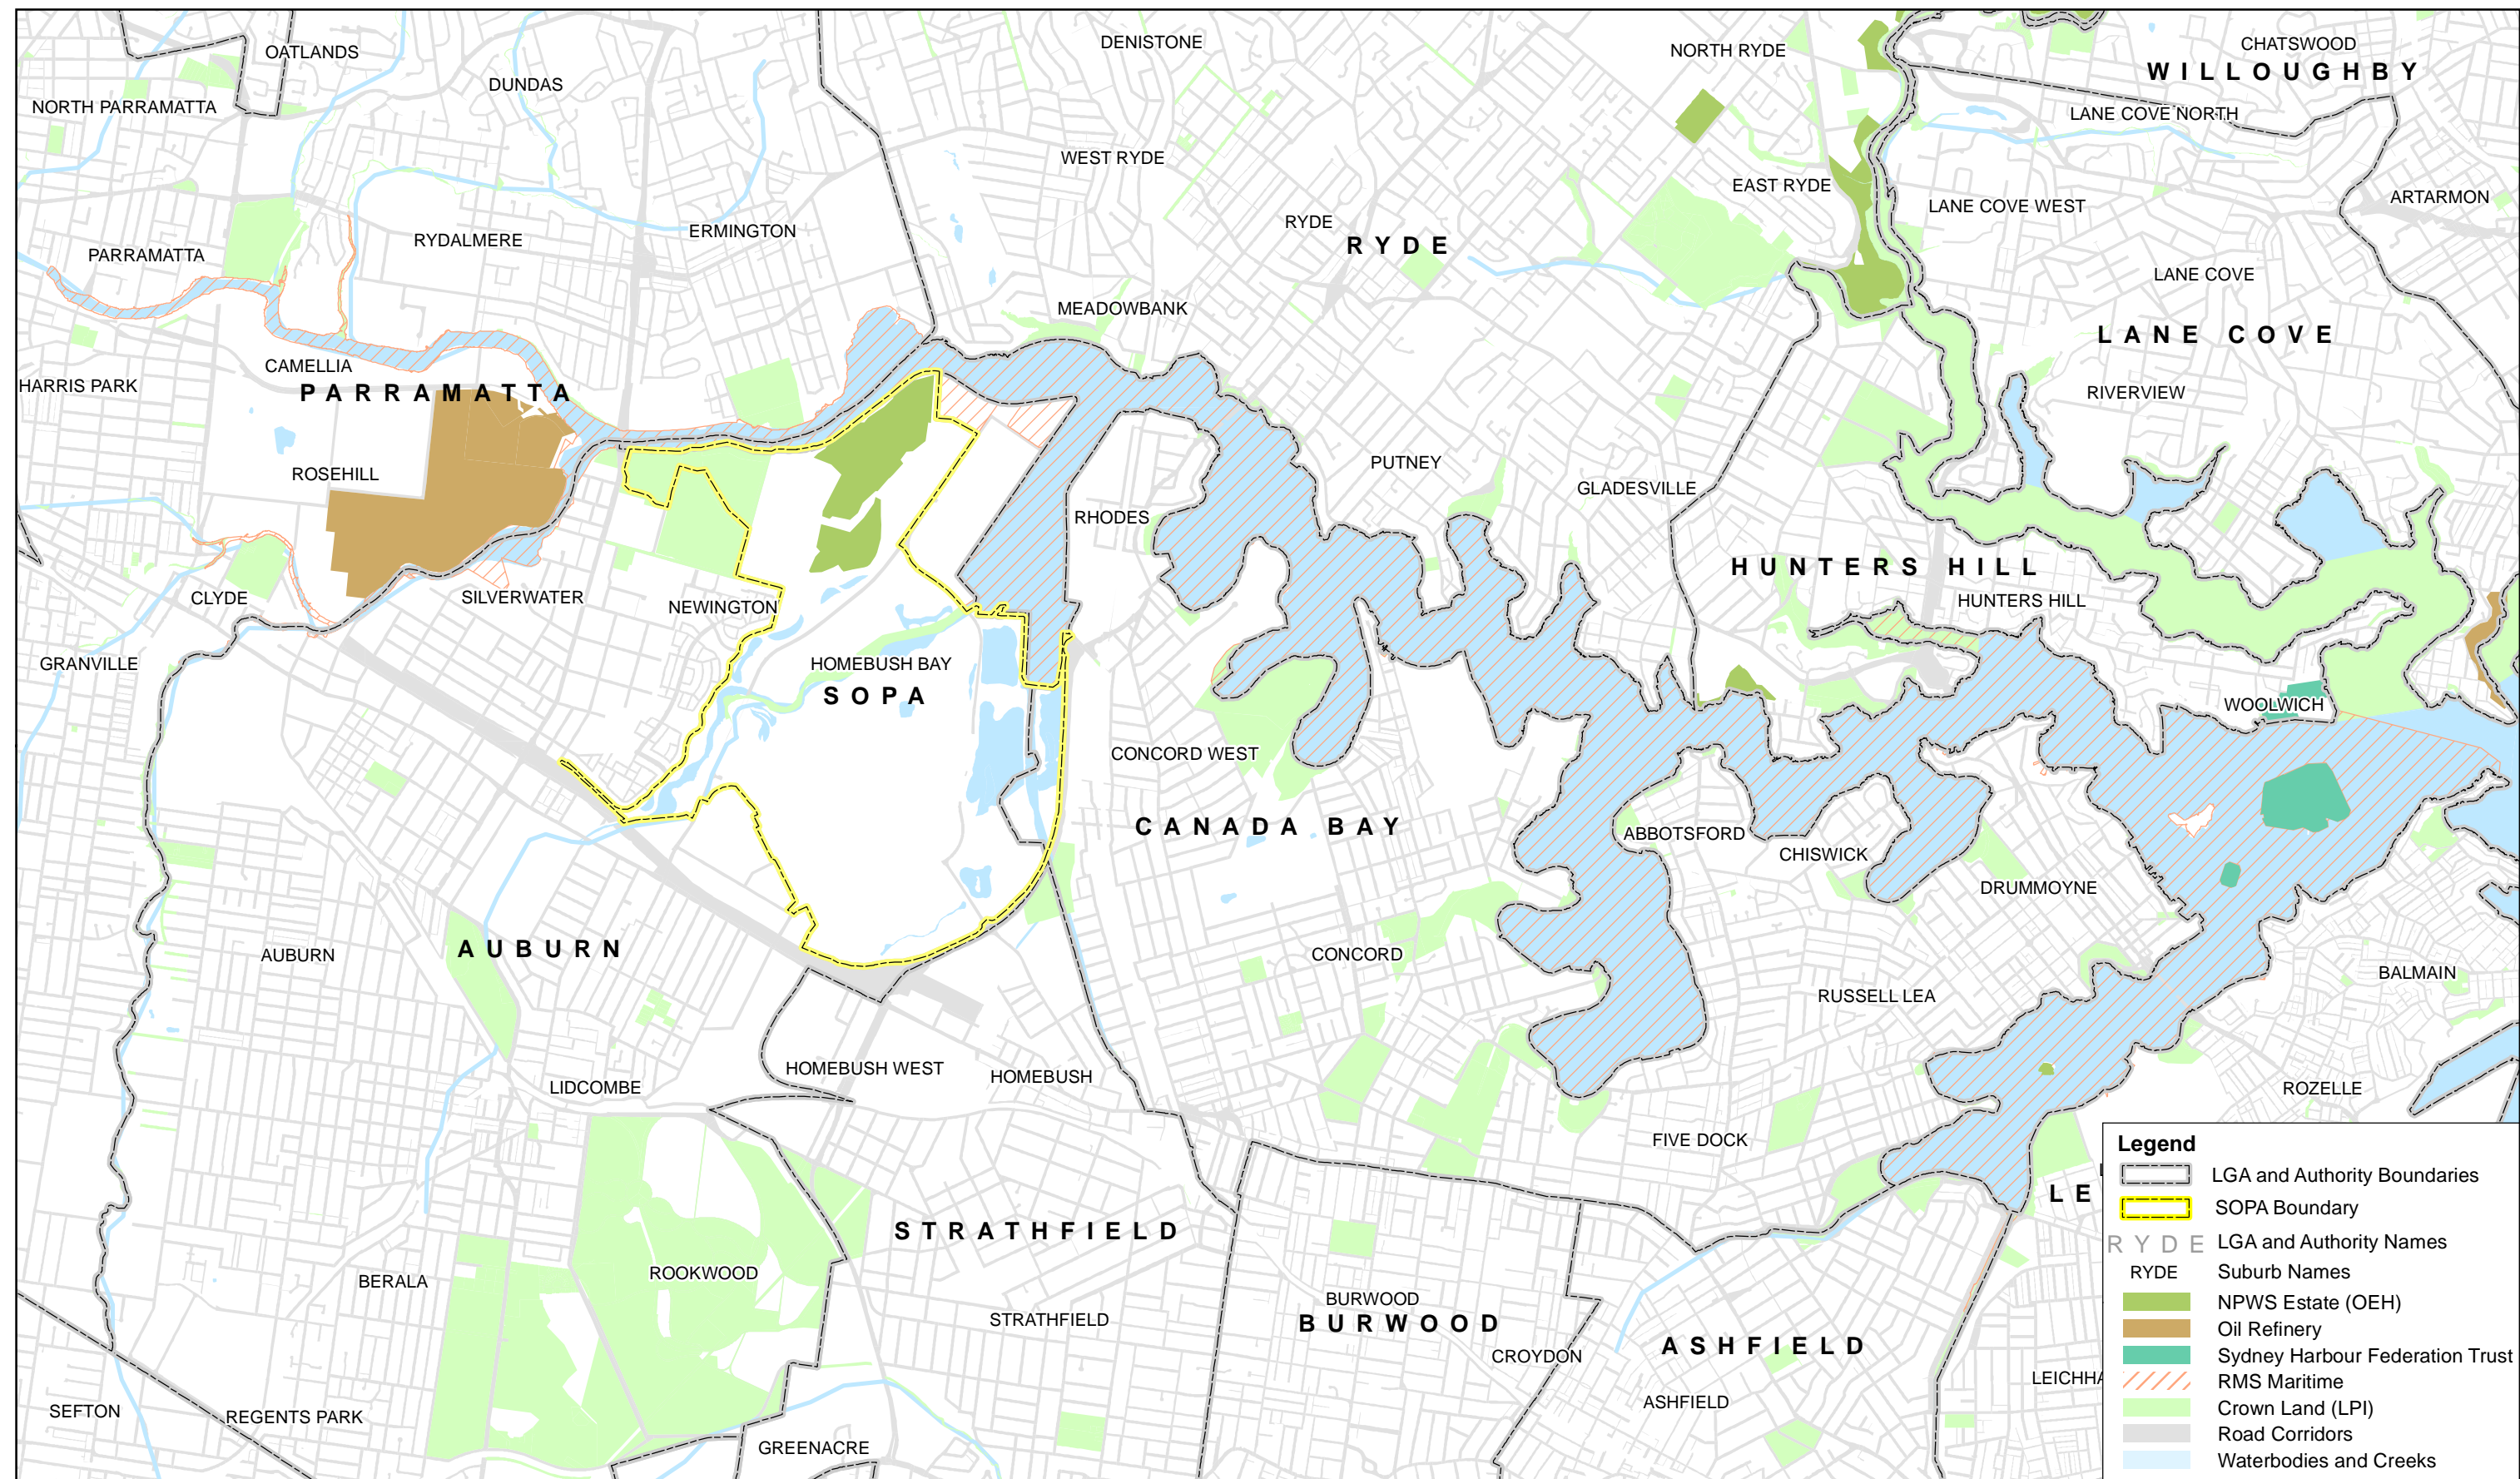 OATLANDS
DENISTONE
NORTH RYDE
CHATSWOOD
WILLOUGHBY
DUNDAS
NORTH PARRAMATTA
LANE COVE NORTH
WEST RYDE
EAST RYDE
ARTARMON
LANE COVE WEST
RYDE
RYDE
ERMINGTON
RYDALMERE
PARRAMATTA
LANE COVE
MEADOWBANK
LANE COVE
CAMELLIA
HARRIS PARK
PARRAMATTA
RIVERVIEW
PUTNEY
ROSEHILL
GLADESVILLE
RHODES
HUNTERS HILL
CLYDE
SILVERWATER
NEWINGTON
HUNTERS HILL
GRANVILLE
HOMEBUSH BAY
SOPA
WOOLWICH
CONCORD WEST
CANADA BAY
ABBOTSFORD
CHISWICK
DRUMMOYNE
AUBURN
AUBURN
CONCORD
BALMAIN
RUSSELL LEA
HOMEBUSH WEST
HOMEBUSH
LIDCOMBE
ROZELLE
FIVE DOCK
LE
STRATHFIELD
ROOKWOOD
BERALA
STRATHFIELD
BURWOOD
BURWOOD
CROYDON
ASHFIELD
ASHFIELD
LEICHHA
SEFTON
REGENTS PARK
GREENACRE
Legend
LGA and Authority Boundaries
SOPA Boundary
RYDE LGA and Authority Names
RYDE Suburb Names
NPWS Estate (OEH)
Oil Refinery
Sydney Harbour Federation Trust
RMS Maritime
Crown Land (LPI)
Road Corridors
Waterbodies and Creeks